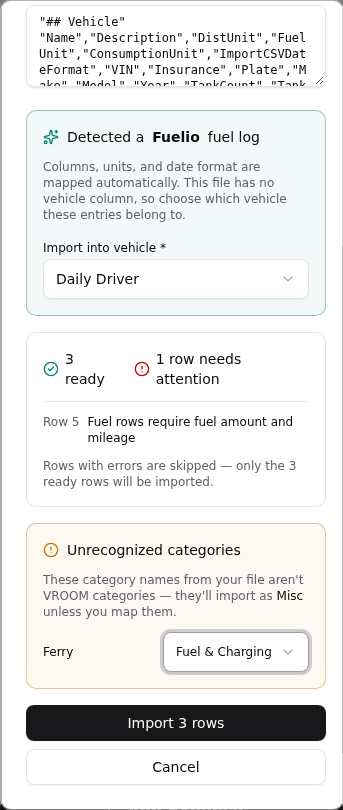 "## Vehicle"
"Name","Description","DistUnit","Fuel
Unit","ConsumptionUnit","ImportCSVDat
eFormat","VIN","Insurance","Plate","M
ake","Model","Year","TankCount","Tank
Detected a Fuelio fuel log
Columns, units, and date format are
mapped automatically. This file has no
vehicle column, so choose which vehicle
these entries belong to.
Import into vehicle *
Daily Driver
3
ready
1 row needs
attention
Row 5 Fuel rows require fuel amount and
mileage
Rows with errors are skipped — only the 3
ready rows will be imported.
Unrecognized categories
These category names from your file aren't
VROOM categories — they'll import as Misc
unless you map them.
Ferry
Fuel & Charging
Import 3 rows
Cancel